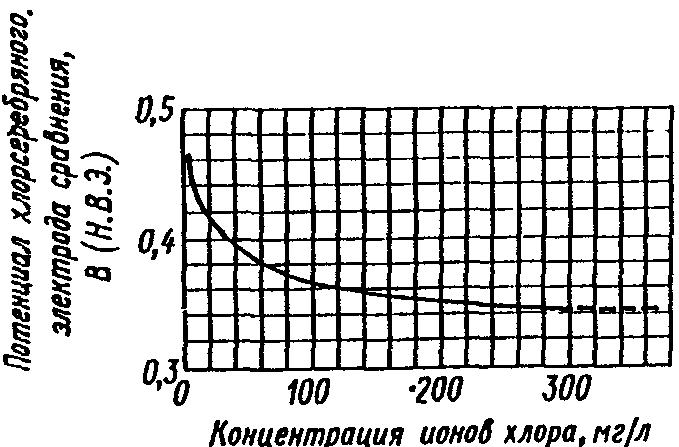 Потенциал хлорсеребряного.
электрода сравнения,
В (Н.В.Э.)
0,5
0,4
0,3
0 100 200 300
Концентрация ионов хлора, мг/л